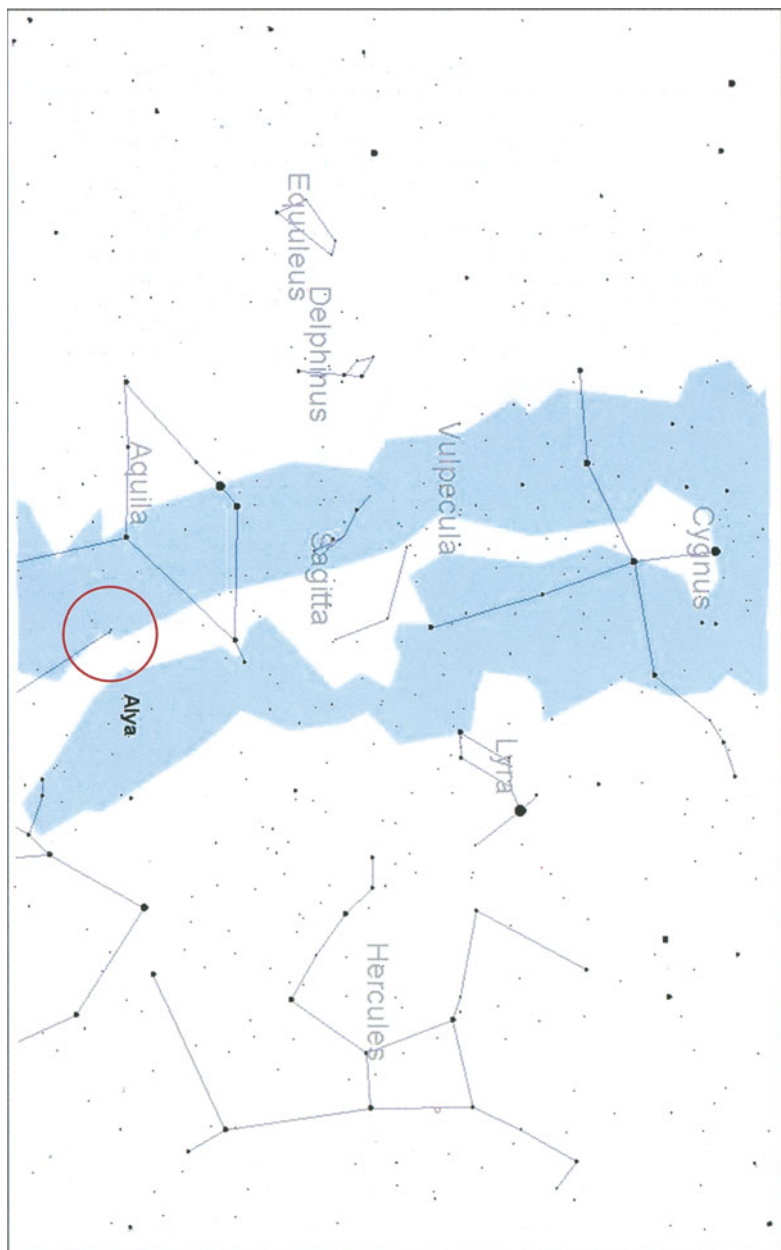 Equuleus
Delphinus
Aquila
Vulpecula
Sagitta
Cygnus
Alya
Lyra
Hercules